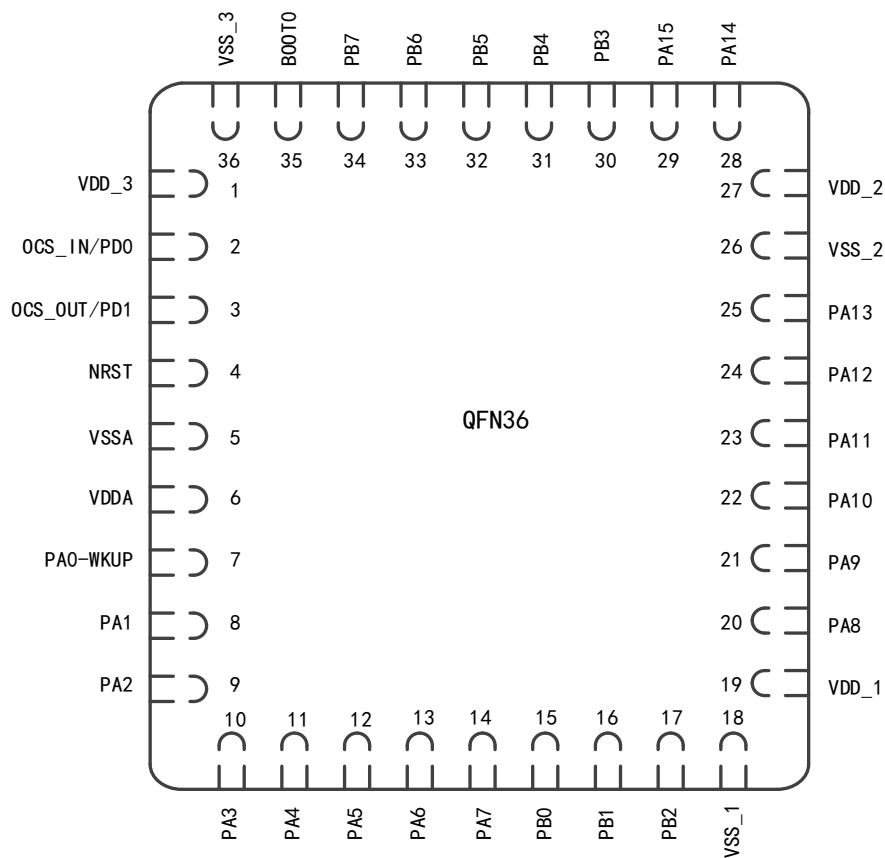 VSS_3 BOOT0 PB7 PB6 PB5 PB4 PB3 PA15 PA14
36 35 34 33 32 31 30 29 28
VDD_3 1 27 VDD_2
OCS_IN/PD0 2 26 VSS_2
OCS_OUT/PD1 3 25 PA13
NRST 4 24 PA12
QFN36
VSSA 5 23 PA11
VDDA 6 22 PA10
PA0-WKUP 7 21 PA9
PA1 8 20 PA8
PA2 9 19 VDD_1
10 11 12 13 14 15 16 17 18
PA3 PA4 PA5 PA6 PA7 PB0 PB1 PB2 VSS_1